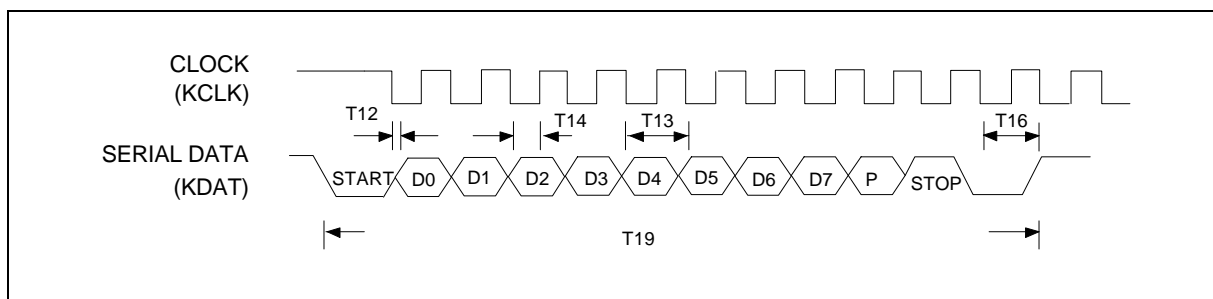 CLOCK
(KCLK)
T12
T14
T13
T16
SERIAL DATA
(KDAT)
START
D0
D1
D2
D3
D4
D5
D6
D7
P
STOP
T19